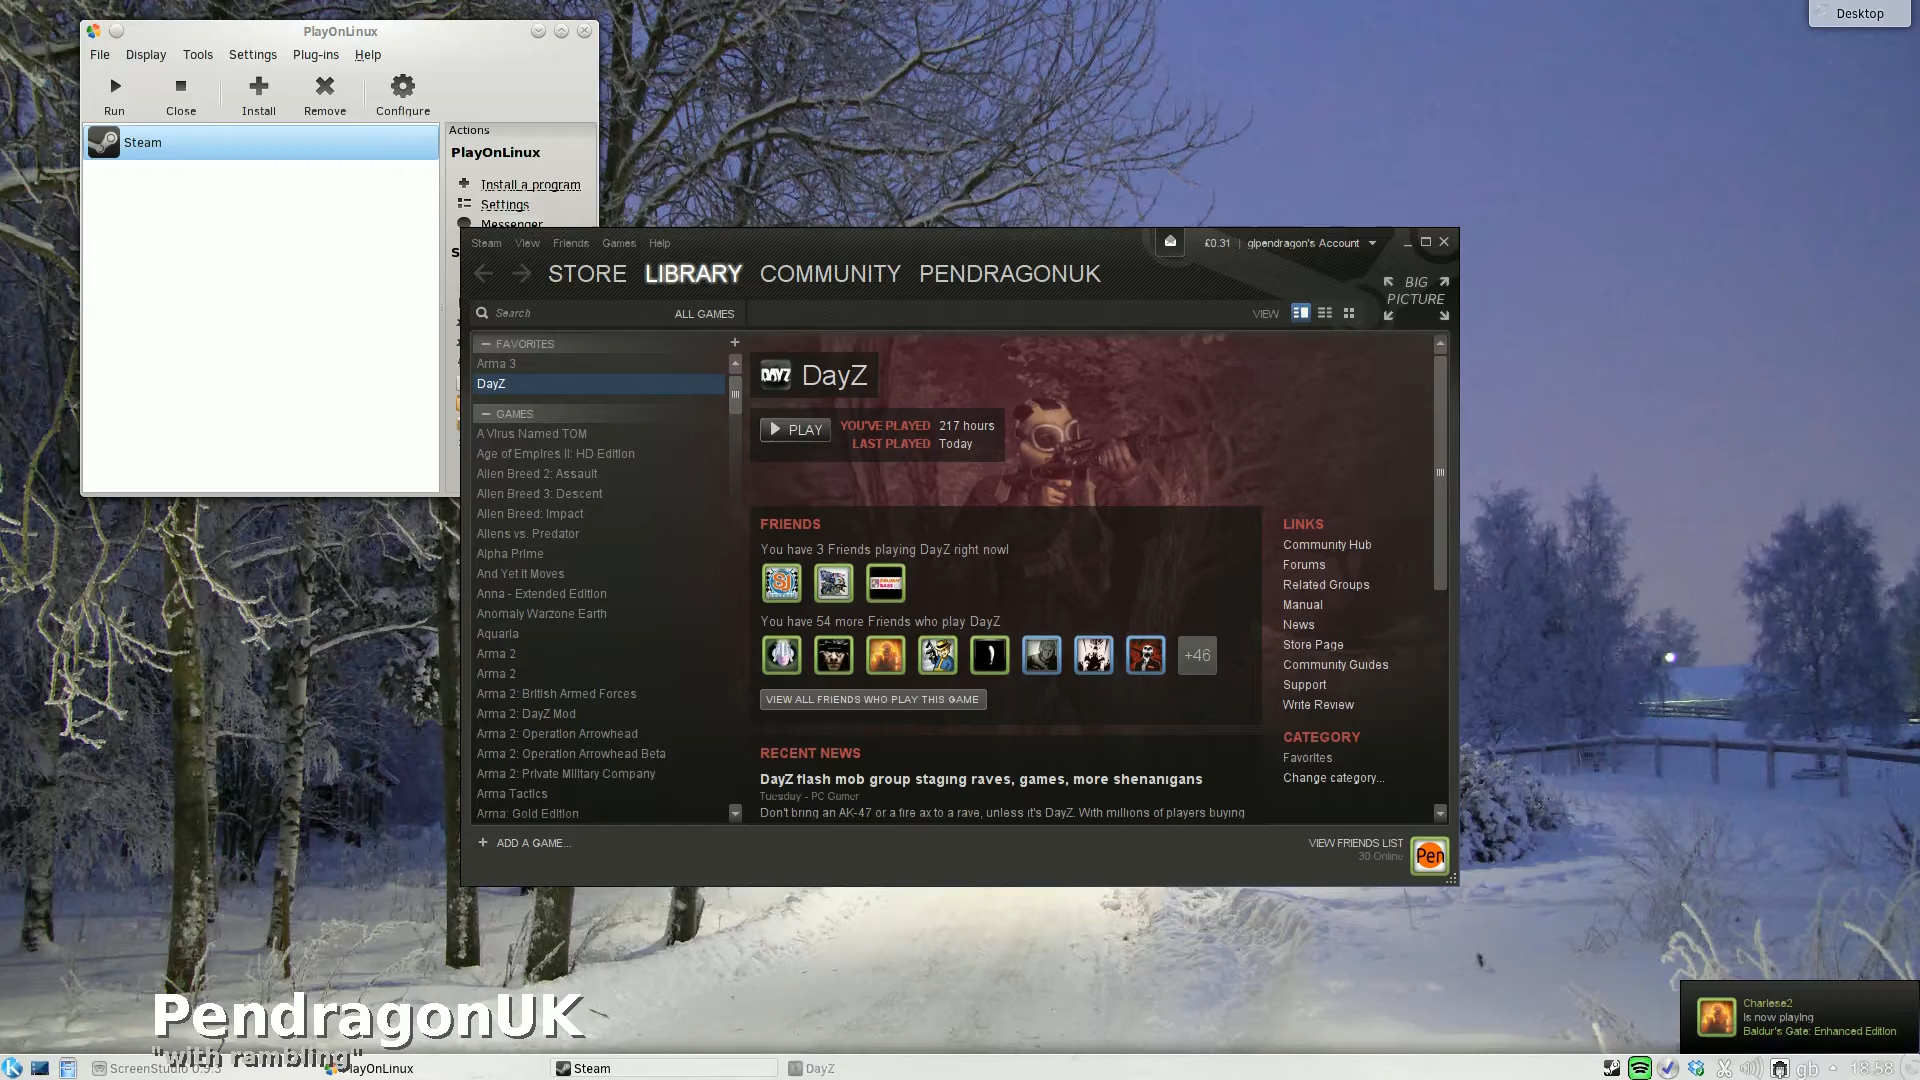 PlayOnLinux
File Display Tools Settings Plug-ins Help
Run Close Install Remove Configure
Steam
Actions
PlayOnLinux
Install a program
Settings
Messenger
Desktop
Steam View Friends Games Help
£0.31 glpendragon's Account
STORE LIBRARY COMMUNITY PENDRAGONUK
BIG
PICTURE
Search ALL GAMES VIEW
FAVORITES
Arma 3
DayZ
GAMES
A Virus Named TOM
Age of Empires II: HD Edition
Alien Breed 2: Assault
Alien Breed 3: Descent
Alien Breed: Impact
Aliens vs. Predator
Alpha Prime
And Yet It Moves
Anna - Extended Edition
Anomaly Warzone Earth
Aquaria
Arma 2
Arma 2
Arma 2: British Armed Forces
Arma 2: DayZ Mod
Arma 2: Operation Arrowhead
Arma 2: Operation Arrowhead Beta
Arma 2: Private Military Company
Arma Tactics
Arma: Gold Edition
ADD A GAME...
DAYZ DayZ
PLAY
YOU'VE PLAYED 217 hours
LAST PLAYED Today
FRIENDS
You have 3 Friends playing DayZ right now!
You have 54 more Friends who play DayZ
+46
VIEW ALL FRIENDS WHO PLAY THIS GAME
RECENT NEWS
DayZ flash mob group staging raves, games, more shenanigans
Tuesday - PC Gamer
Don't bring an AK-47 or a fire ax to a rave, unless it's DayZ. With millions of players buying
LINKS
Community Hub
Forums
Related Groups
Manual
News
Store Page
Community Guides
Support
Write Review
CATEGORY
Favorites
Change category...
VIEW FRIENDS LIST
30 Online
Pen
PendragonUK
"with rambling"
Charlese2
is now playing
Baldur's Gate: Enhanced Edition
ScreenStudio 0.9.3
PlayOnLinux
Steam
DayZ
gb
18:58